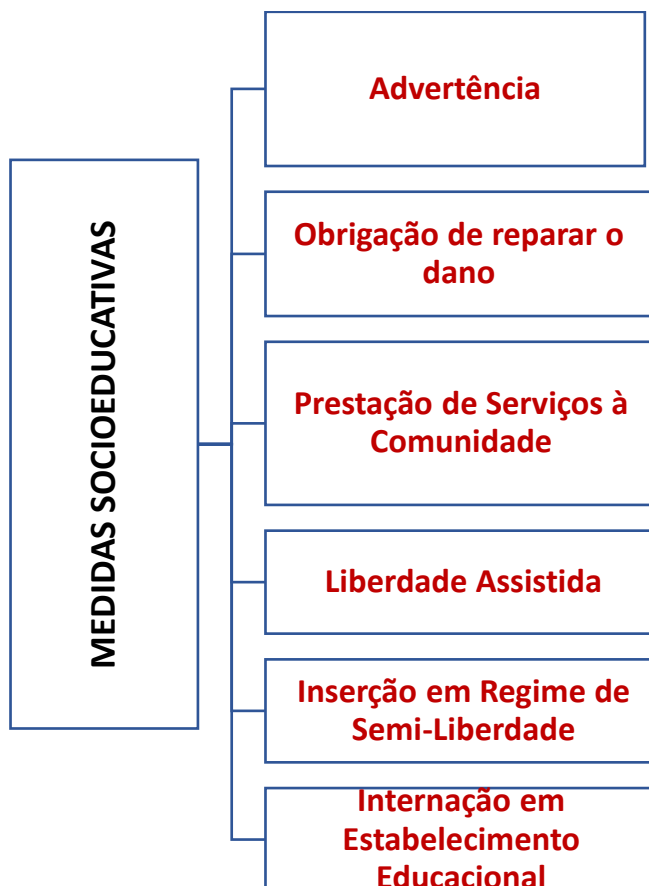 MEDIDAS SOCIOEDUCATIVAS
Advertência
Obrigação de reparar o
dano
Prestação de Serviços à
Comunidade
Liberdade Assistida
Inserção em Regime de
Semi-Liberdade
Internação em
Estabelecimento
Educacional